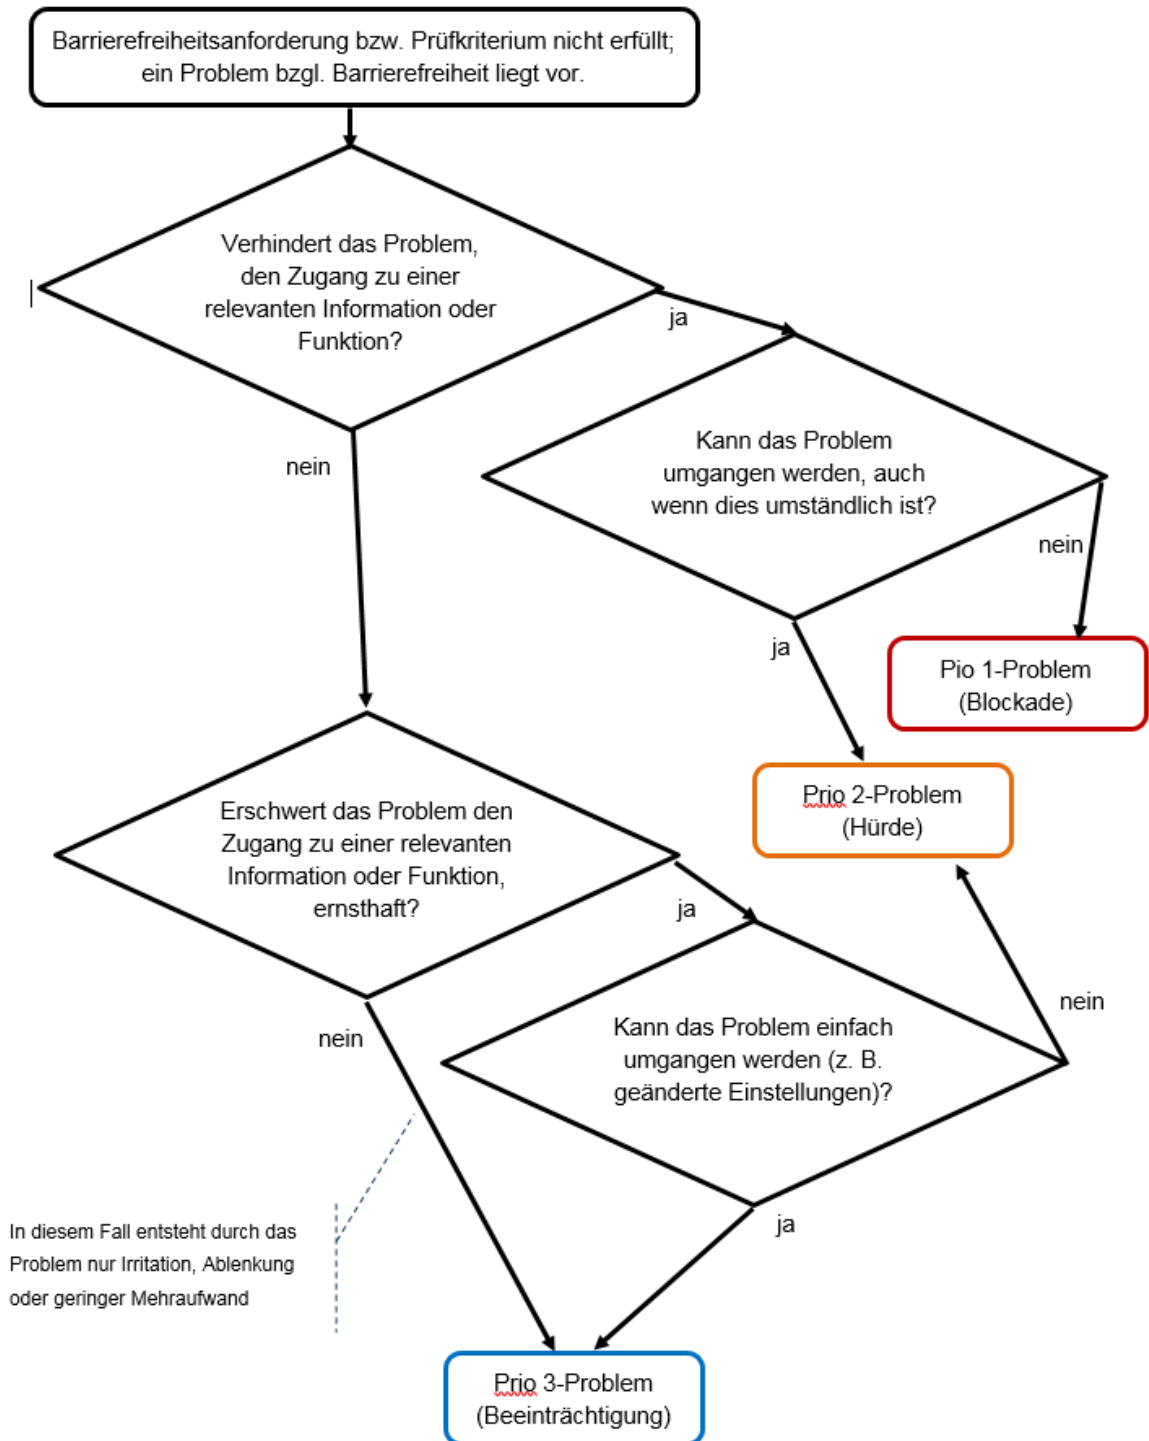 Barrierefreiheitsanforderung bzw. Prüfkriterium nicht erfüllt;
ein Problem bzgl. Barrierefreiheit liegt vor.
Verhindert das Problem,
den Zugang zu einer
relevanten Information oder
Funktion?
ja
nein
Kann das Problem
umgangen werden, auch
wenn dies umständlich ist?
nein
ja
Pio 1-Problem
(Blockade)
Prio 2-Problem
(Hürde)
Erschwert das Problem den
Zugang zu einer relevanten
Information oder Funktion,
ernsthaft?
ja
nein
Kann das Problem einfach
umgangen werden (z. B.
geänderte Einstellungen)?
nein
ja
In diesem Fall entsteht durch das
Problem nur Irritation, Ablenkung
oder geringer Mehraufwand
Prio 3-Problem
(Beeinträchtigung)